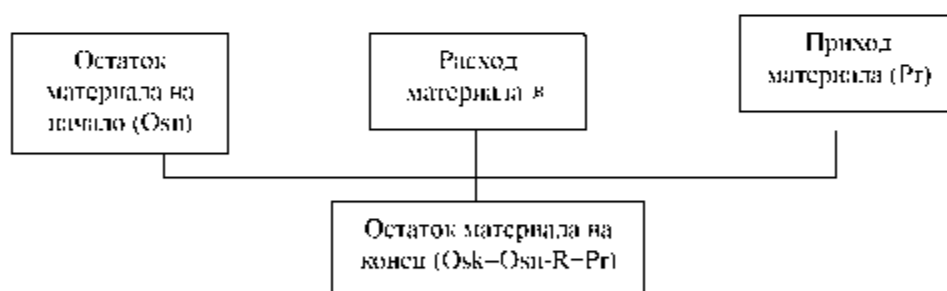 Остаток
материала на
начало (Osn)
Расход
материала в
Приход
материала (Pr)
Остаток материала на
конец (Osk–Osn-R–Pr)